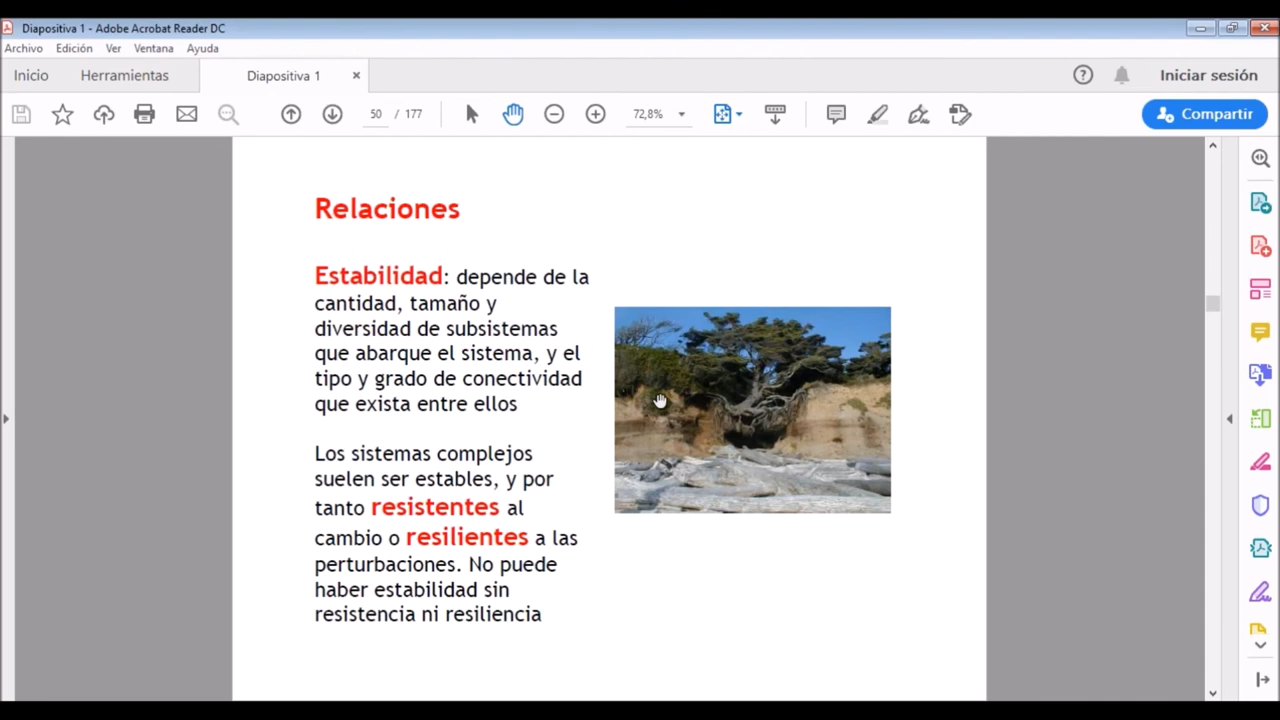 Diapositiva 1 - Adobe Acrobat Reader DC
Archivo Edición Ver Ventana Ayuda
Inicio Herramientas Diapositiva 1 Iniciar sesión
50 / 177 72,8% Compartir
Relaciones
Estabilidad: depende de la
cantidad, tamaño y
diversidad de subsistemas
que abarque el sistema, y el
tipo y grado de conectividad
que exista entre ellos
Los sistemas complejos
suelen ser estables, y por
tanto resistentes al
cambio o resilientes a las
perturbaciones. No puede
haber estabilidad sin
resistencia ni resiliencia